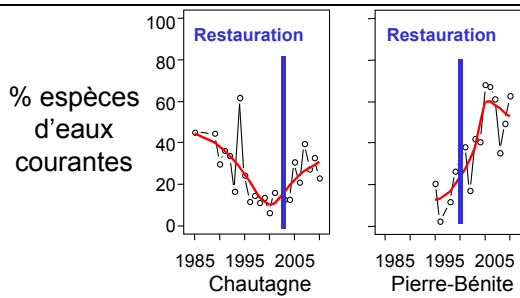 % espèces
d'eaux
courantes
100
80
60
40
20
0
Restauration
Restauration
1985 1995 2005
1985 1995 2005
Chautagne
Pierre-Bénite